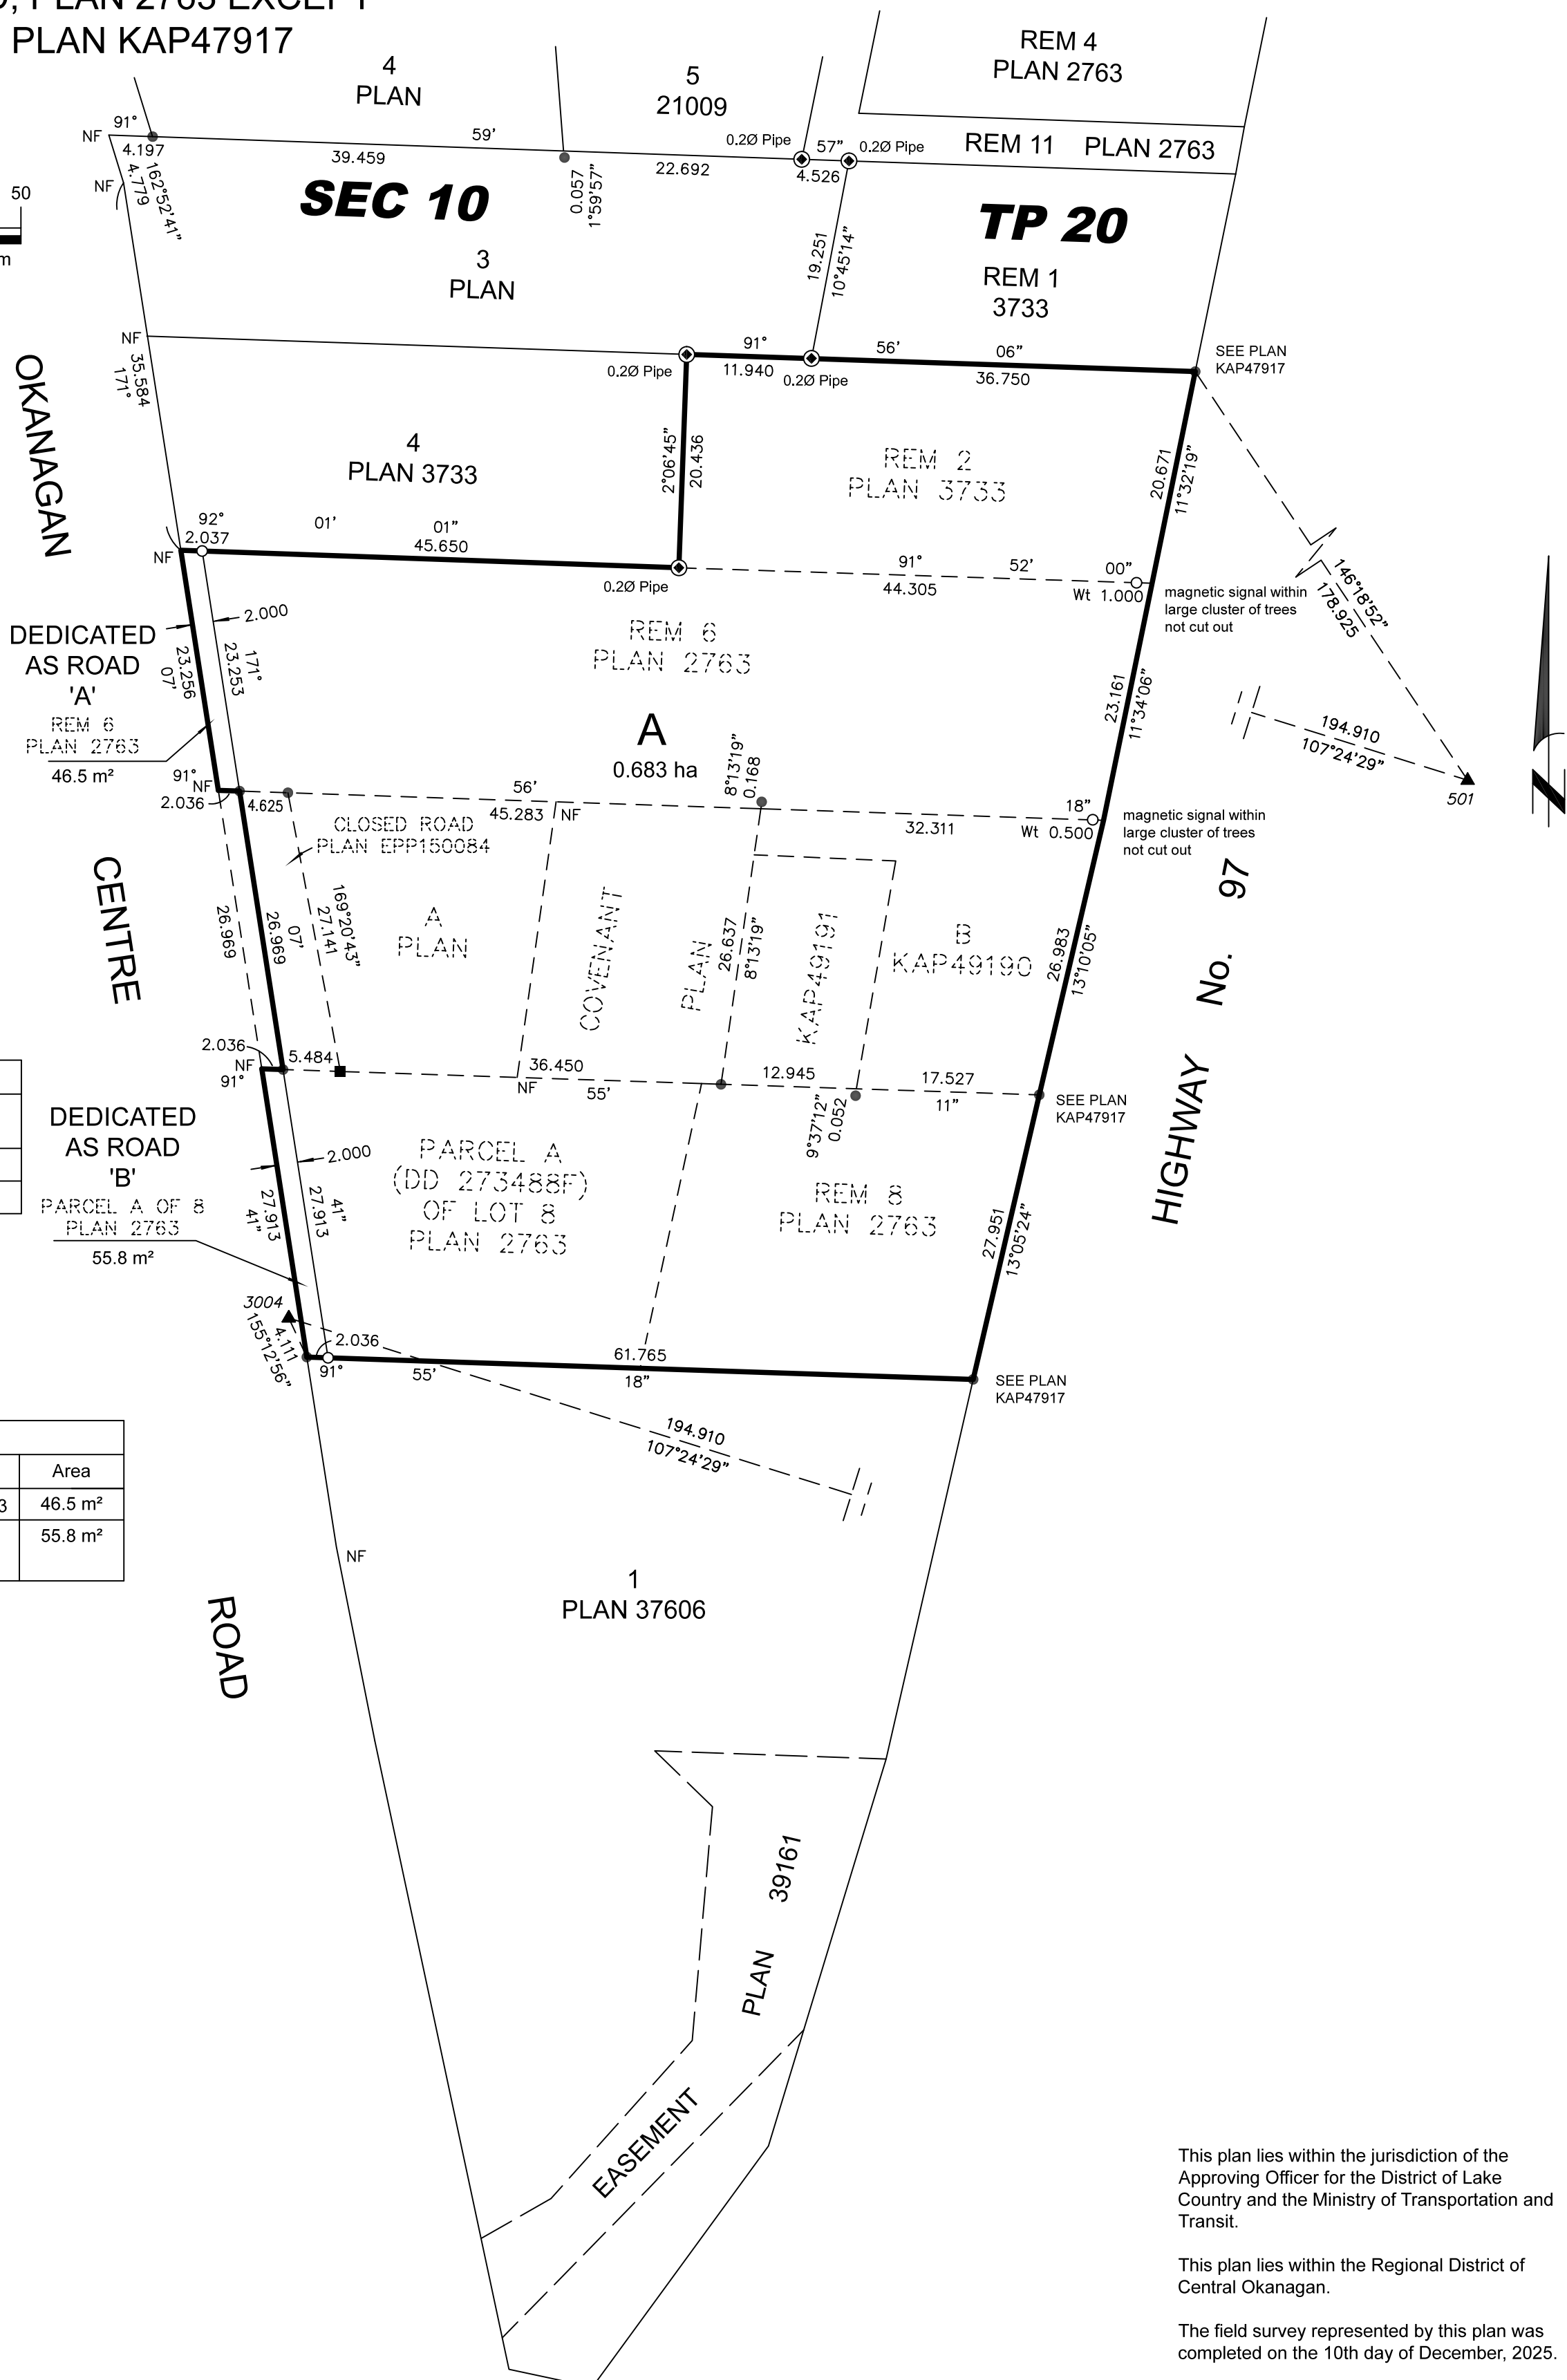 PLAN 2763 EXCEPT
PLAN KAP47917
50
m
4
PLAN
5
21009
REM 4
PLAN 2763
REM 11 PLAN 2763
NF
91°
4.197
59'
39.459
22.692
0.2Ø Pipe
57"
4.526
0.2Ø Pipe
NF
4.779
162°52'41"
0.057
1°59'57"
SEC 10
TP 20
3
PLAN
19.251
10°45'14"
REM 1
3733
NF
35.584
171°
0.2Ø Pipe
91°
11.940
0.2Ø Pipe
56'
06"
36.750
SEE PLAN
KAP47917
OKANAGAN
4
PLAN 3733
2°06'45"
20.436
REM 2
PLAN 3733
20.671
11°32'19"
92°
01'
01"
2.037
45.650
NF
0.2Ø Pipe
91°
52'
00"
44.305
Wt 1.000
magnetic signal within
large cluster of trees
not cut out
146°18'52"
178.925
2.000
DEDICATED
AS ROAD
'A'
REM 6
PLAN 2763
46.5 m²
23.256
07'
171°
23.253
REM 6
PLAN 2763
A
0.683 ha
23.161
11°34'06"
194.910
107°24'29"
501
N
91°
NF
2.036
4.625
56'
45.283
NF
8°13'19"
0.168
32.311
18"
Wt 0.500
magnetic signal within
large cluster of trees
not cut out
CLOSED ROAD
PLAN EPP150084
CENTRE
26.969
26.969
07'
169°20'43"
27.141
A
PLAN
COVENANT
PLAN
26.637
8°13'19"
KAP49191
B
KAP49190
26.983
13°10'05"
HIGHWAY No. 97
2.036
NF
91°
5.484
36.450
NF
55'
12.945
17.527
11"
9°37'12"
0.052
SEE PLAN
KAP47917
DEDICATED
AS ROAD
'B'
PARCEL A OF 8
PLAN 2763
55.8 m²
2.000
27.913
41"
41"
27.913
PARCEL A
(DD 273488F)
OF LOT 8
PLAN 2763
REM 8
PLAN 2763
27.951
13°05'24"
3004
4.111
155°12'56"
2.036
91°
55'
61.765
18"
SEE PLAN
KAP47917
194.910
107°24'29"
Area
3
46.5 m²
55.8 m²
NF
1
PLAN 37606
ROAD
EASEMENT PLAN 39161
This plan lies within the jurisdiction of the
Approving Officer for the District of Lake
Country and the Ministry of Transportation and
Transit.
This plan lies within the Regional District of
Central Okanagan.
The field survey represented by this plan was
completed on the 10th day of December, 2025.